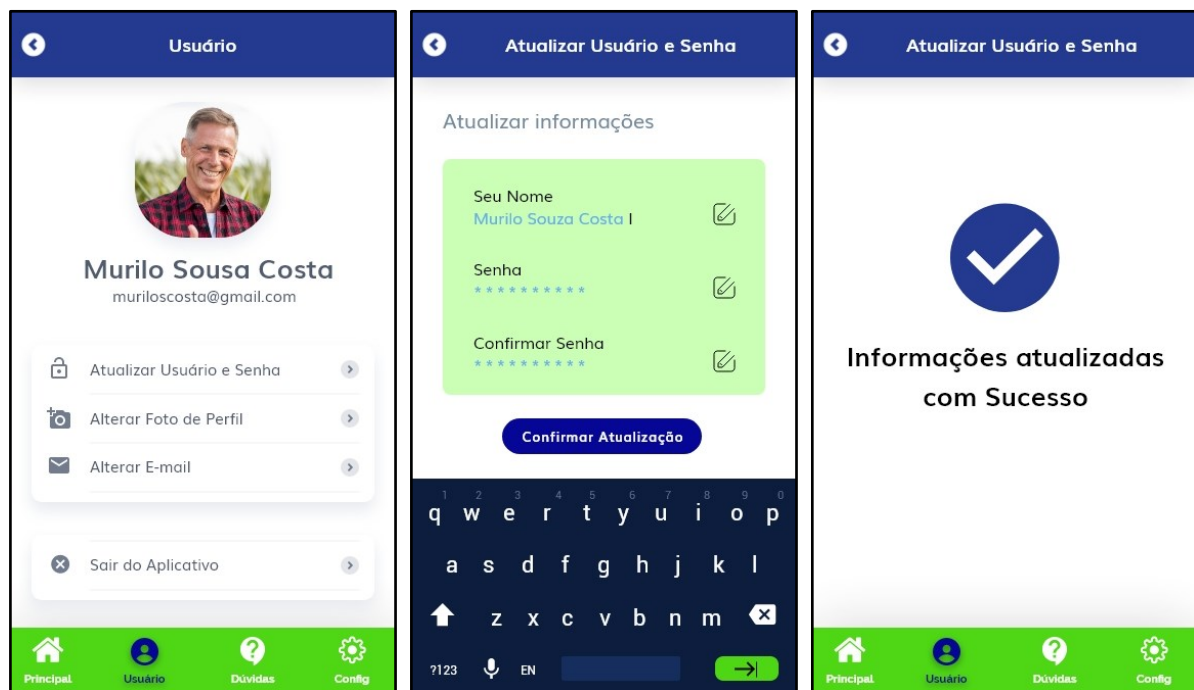 Usuário
Murilo Sousa Costa
muriloscosta@gmail.com
Atualizar Usuário e Senha
Alterar Foto de Perfil
Alterar E-mail
Sair do Aplicativo
Principal Usuário Dúvidas Config
Atualizar Usuário e Senha
Atualizar informações
Seu Nome
Murilo Souza Costa
Senha
* * * * * * * * * *
Confirmar Senha
* * * * * * * * * *
Confirmar Atualização
1 2 3 4 5 6 7 8 9 0
q w e r t y u i o p
a s d f g h j k l
z x c v b n m
?123 EN
Atualizar Usuário e Senha
Informações atualizadas
com Sucesso
Principal Usuário Dúvidas Config